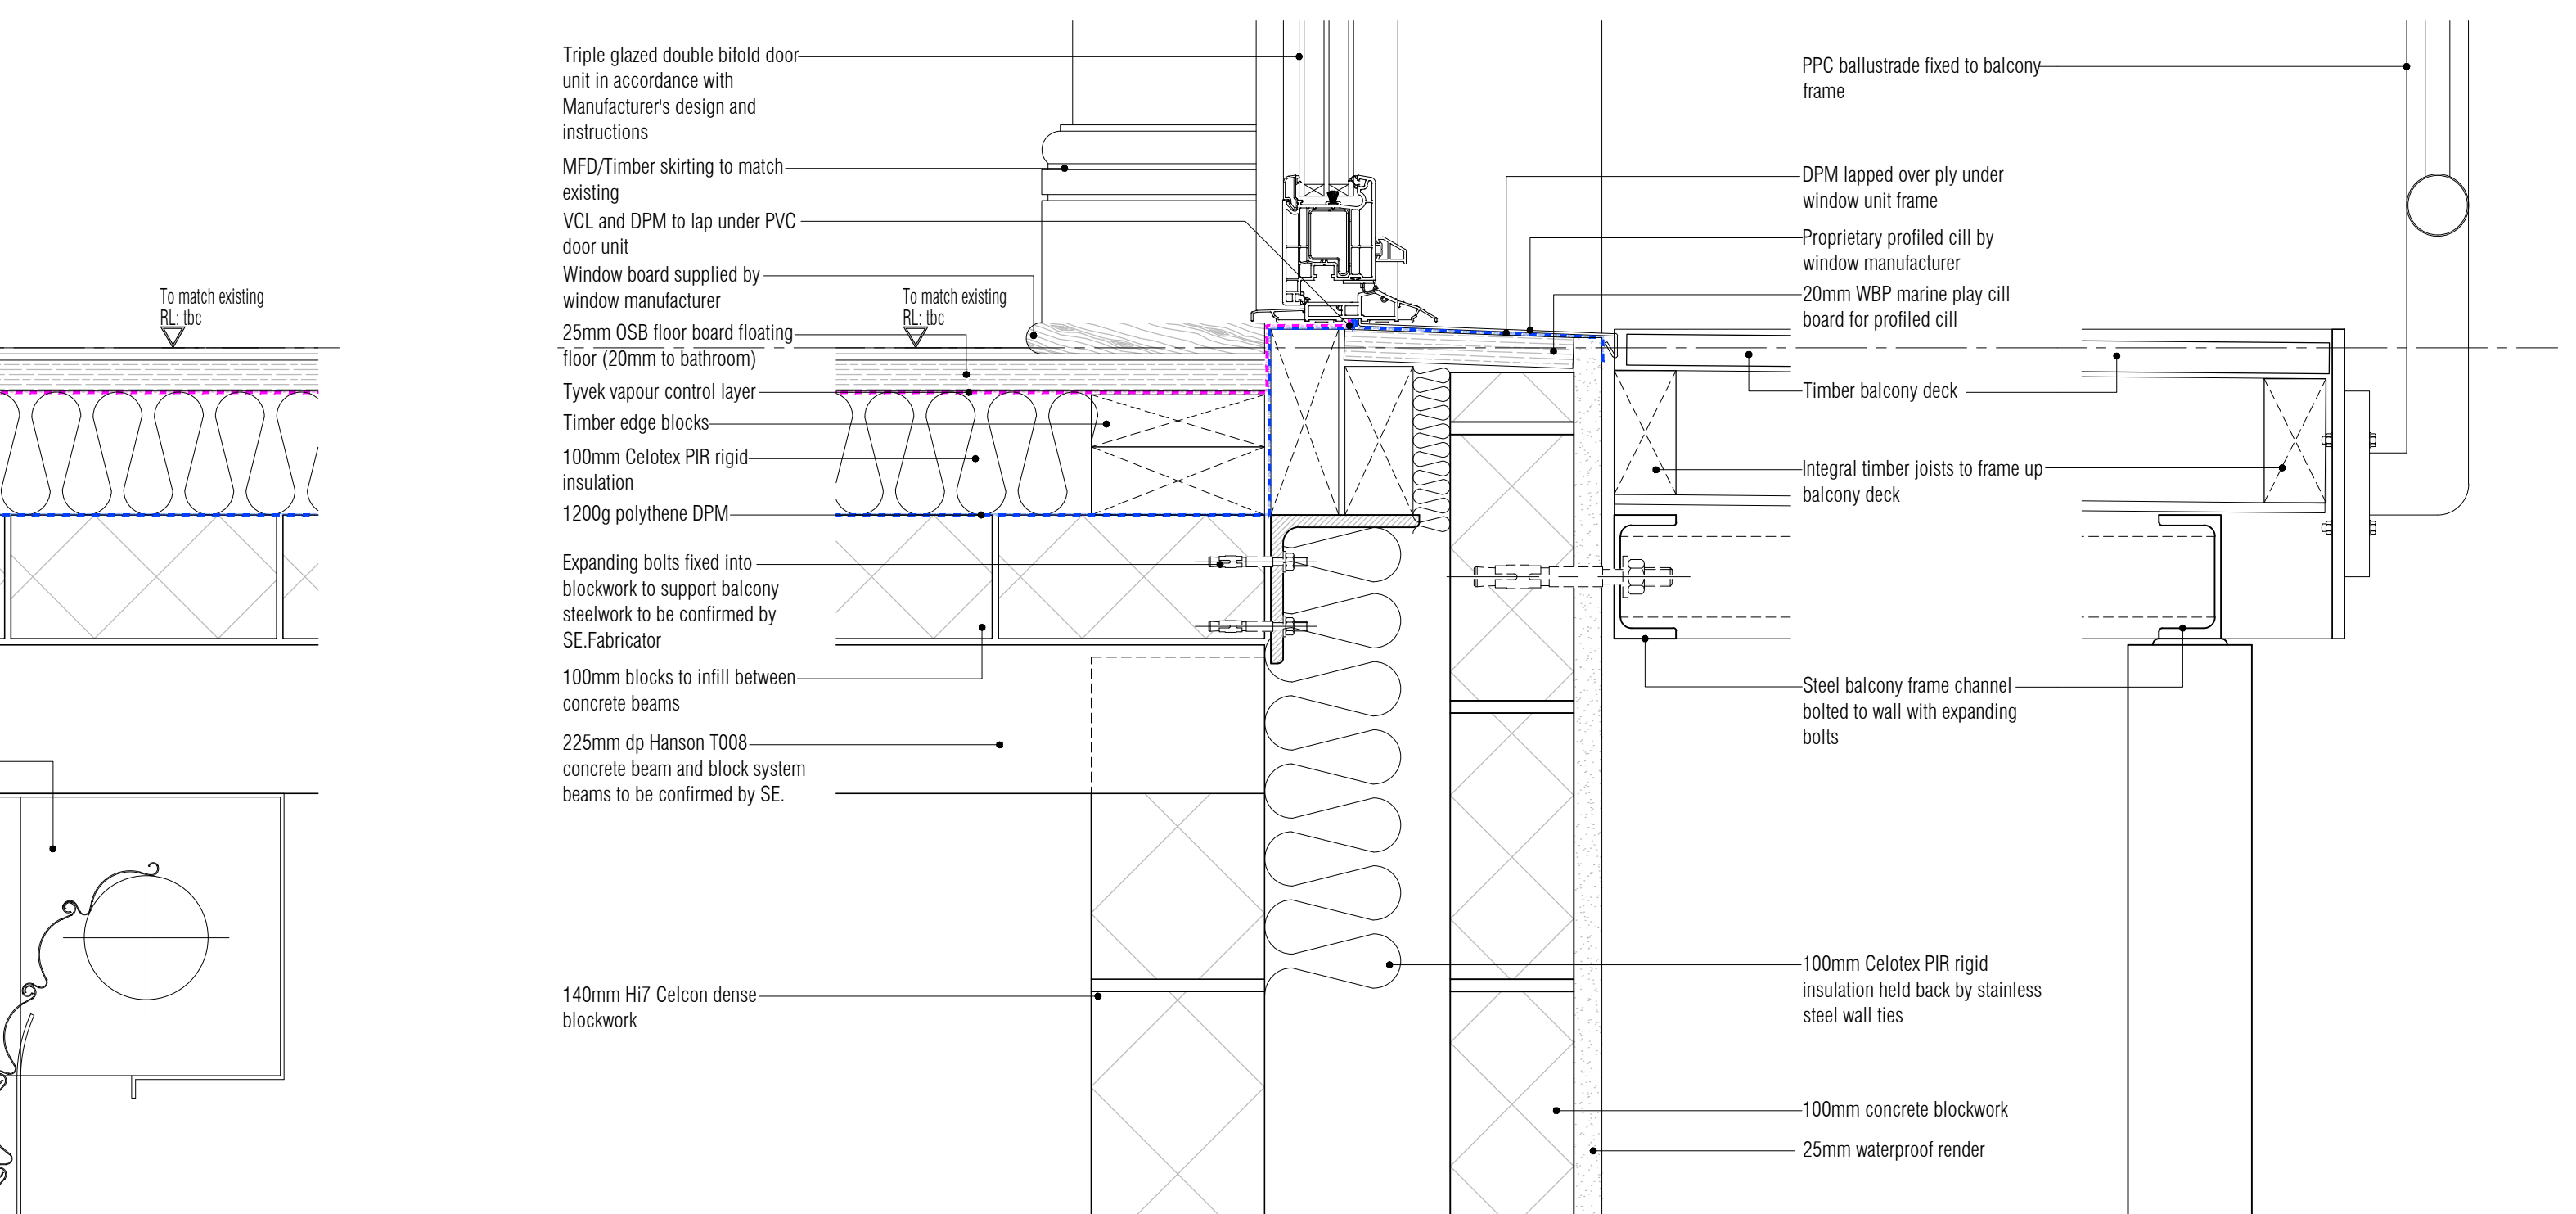 To match existing
RL: tbc
Triple glazed double bifold door
unit in accordance with
Manufacturer's design and
instructions
MFD/Timber skirting to match
existing
VCL and DPM to lap under PVC
door unit
Window board supplied by
window manufacturer
25mm OSB floor board floating
floor (20mm to bathroom)
Tyvek vapour control layer
Timber edge blocks
100mm Celotex PIR rigid
insulation
1200g polythene DPM
Expanding bolts fixed into
blockwork to support balcony
steelwork to be confirmed by
SE.Fabricator
100mm blocks to infill between
concrete beams
225mm dp Hanson T008
concrete beam and block system
beams to be confirmed by SE.
140mm Hi7 Celcon dense
blockwork
To match existing
RL: tbc
PPC ballustrade fixed to balcony
frame
DPM lapped over ply under
window unit frame
Proprietary profiled cill by
window manufacturer
20mm WBP marine play cill
board for profiled cill
Timber balcony deck
Integral timber joists to frame up
balcony deck
Steel balcony frame channel
bolted to wall with expanding
bolts
100mm Celotex PIR rigid
insulation held back by stainless
steel wall ties
100mm concrete blockwork
25mm waterproof render